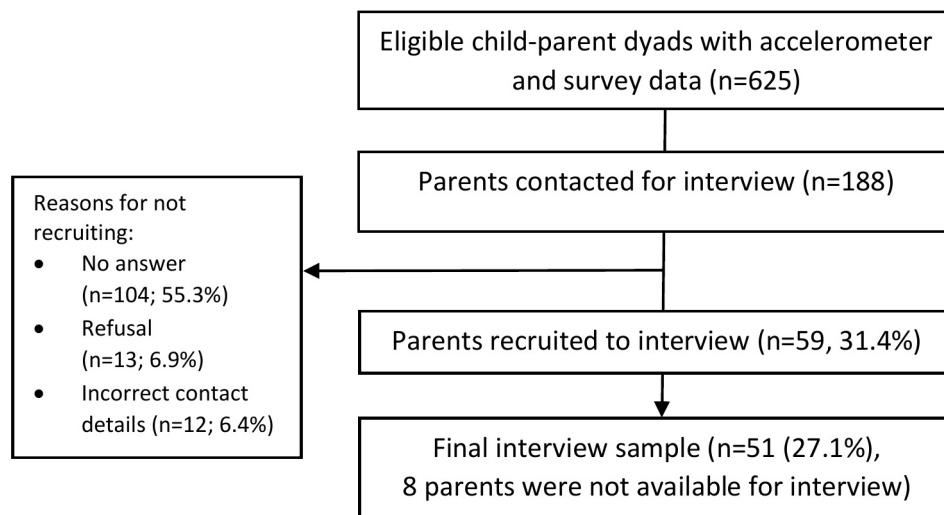 Eligible child-parent dyads with accelerometer
and survey data (n=625)
Parents contacted for interview (n=188)
Reasons for not
recruiting:
• No answer
(n=104; 55.3%)
• Refusal
(n=13; 6.9%)
• Incorrect contact
details (n=12; 6.4%)
Parents recruited to interview (n=59, 31.4%)
Final interview sample (n=51 (27.1%),
8 parents were not available for interview)